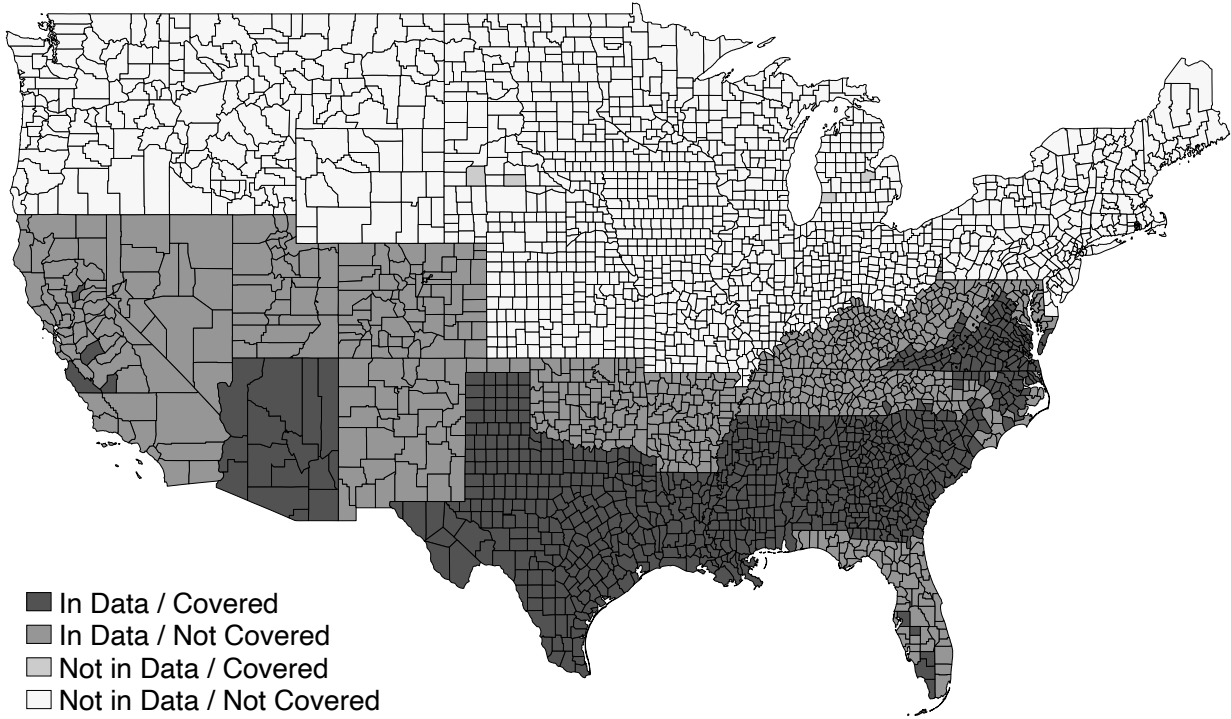 In Data / Covered
In Data / Not Covered
Not in Data / Covered
Not in Data / Not Covered